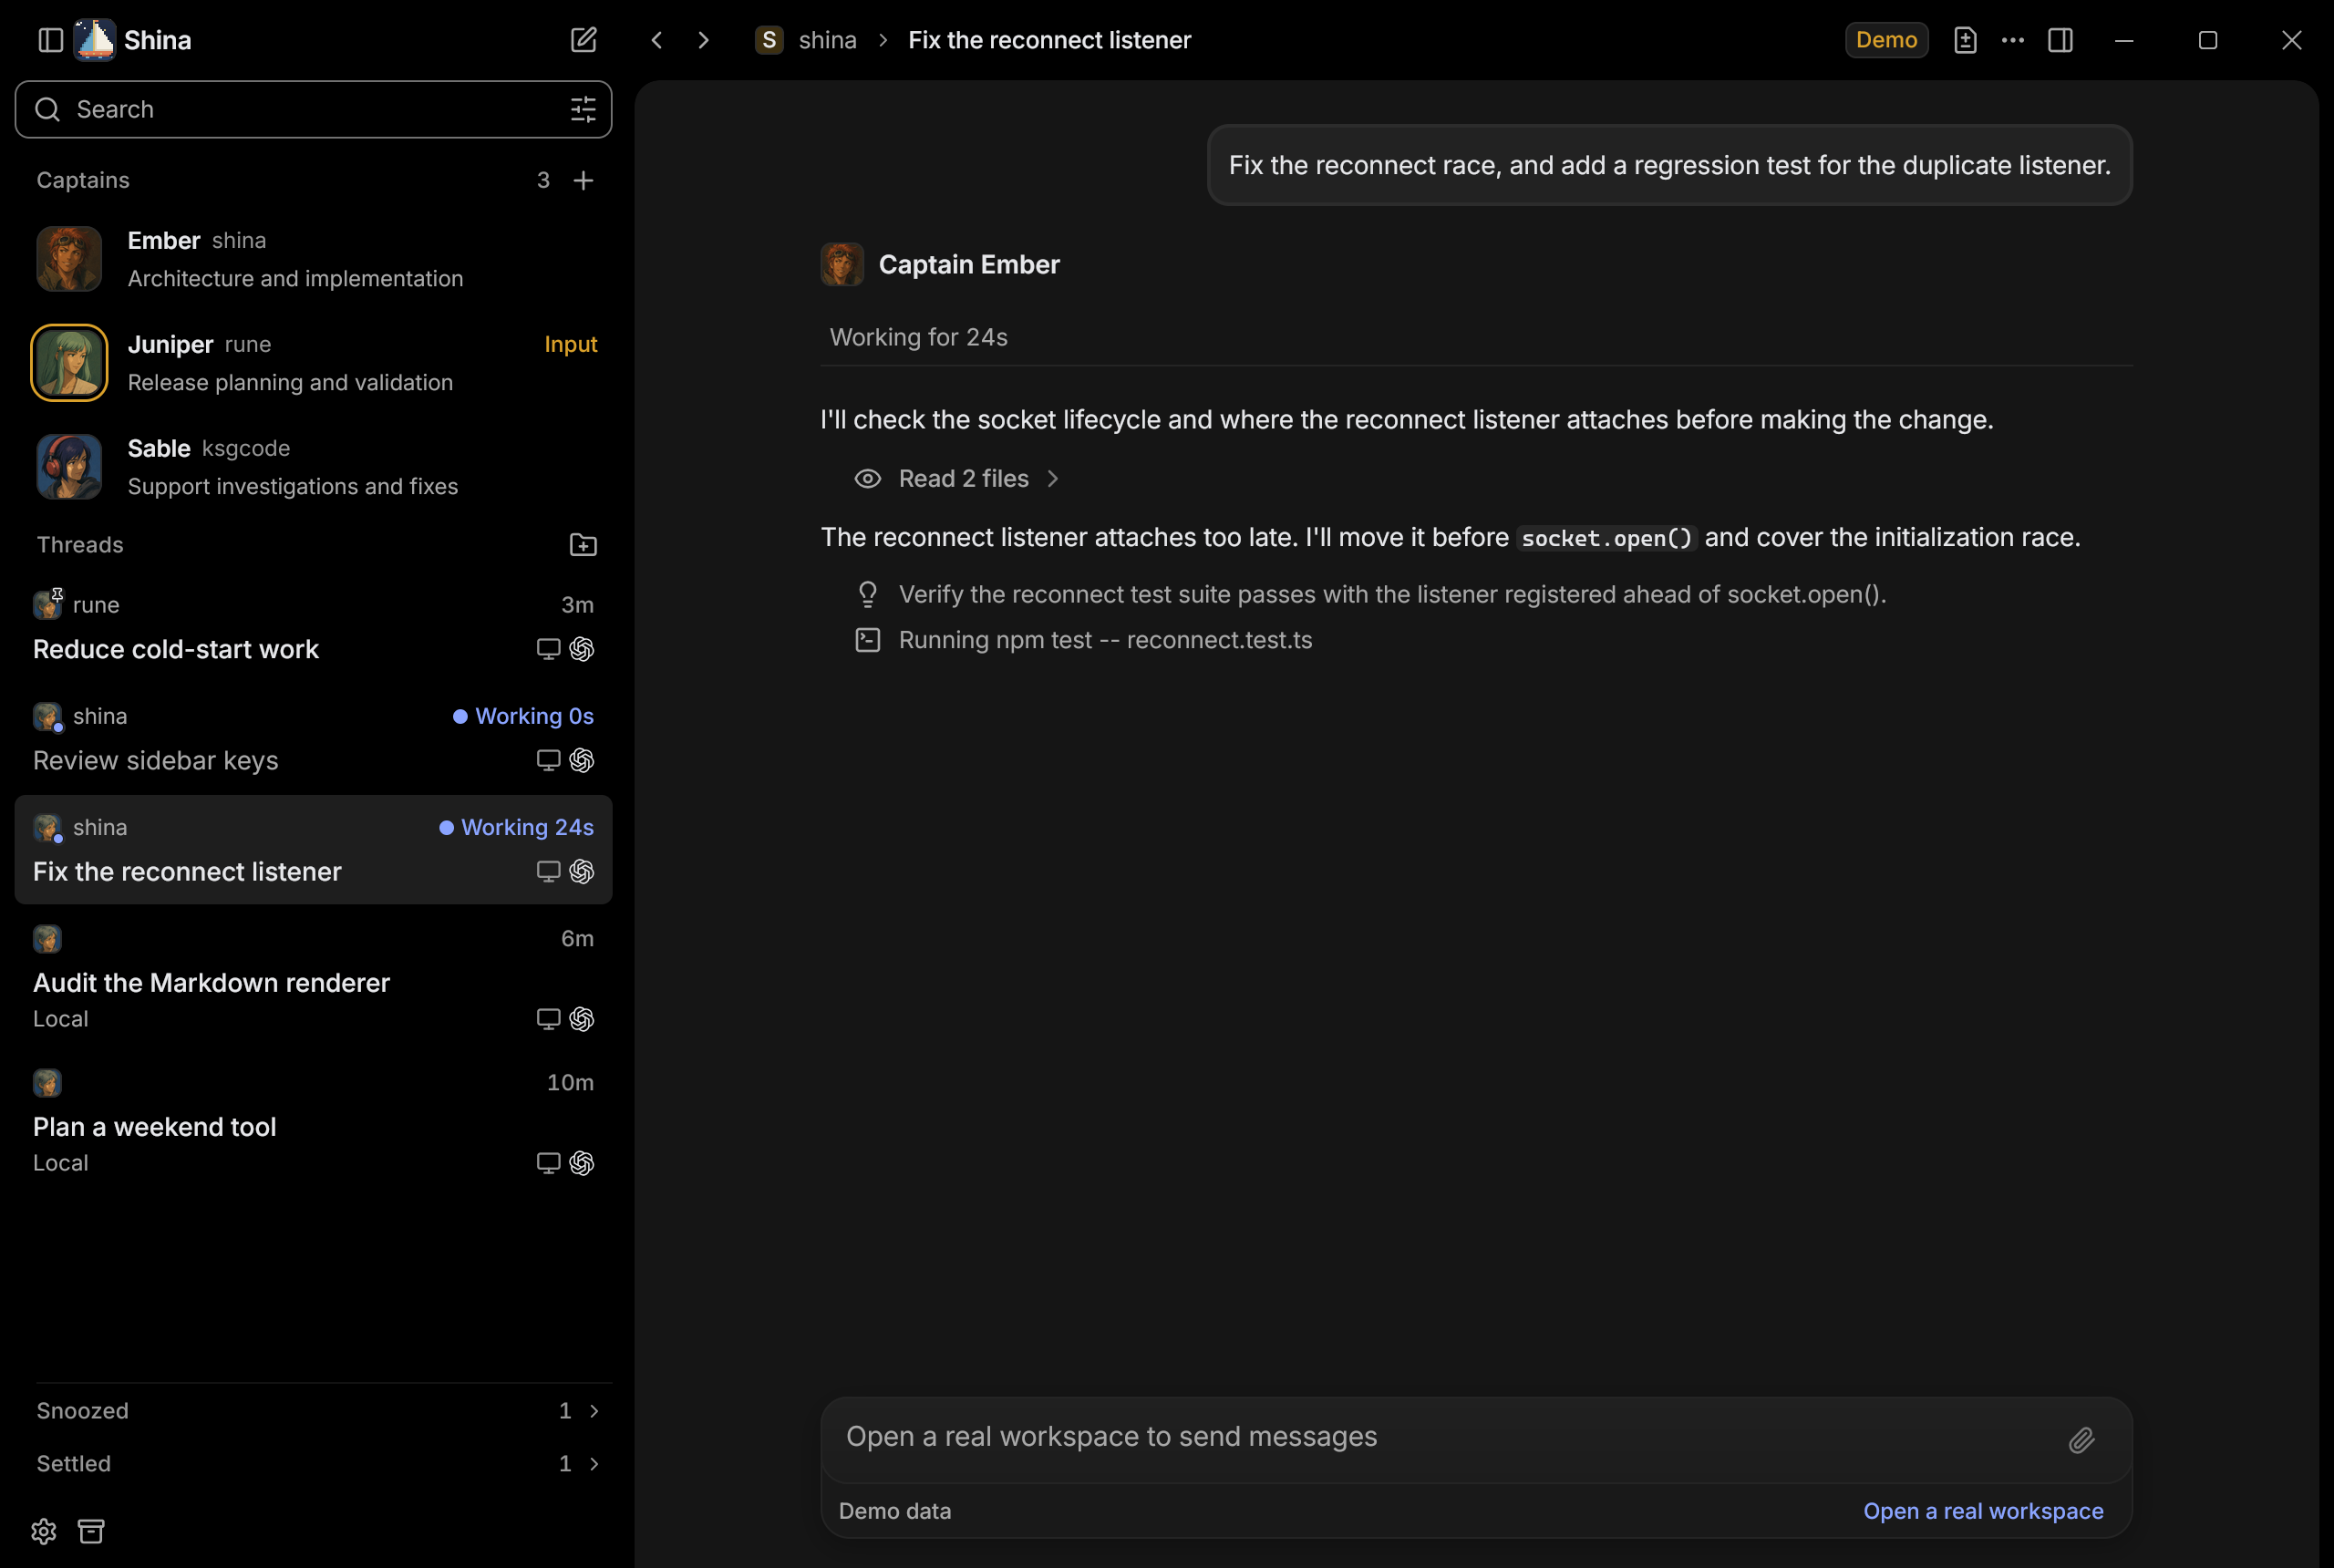 Shina
Search
Captains 3
Ember shina
Architecture and implementation
Juniper rune Input
Release planning and validation
Sable ksgcode
Support investigations and fixes
Threads
rune 3m
Reduce cold-start work
shina Working 0s
Review sidebar keys
shina Working 24s
Fix the reconnect listener
6m
Audit the Markdown renderer
Local
10m
Plan a weekend tool
Local
Snoozed 1
Settled 1
S shina Fix the reconnect listener Demo
Fix the reconnect race, and add a regression test for the duplicate listener.
Captain Ember
Working for 24s
I'll check the socket lifecycle and where the reconnect listener attaches before making the change.
Read 2 files
The reconnect listener attaches too late. I'll move it before socket.open() and cover the initialization race.
Verify the reconnect test suite passes with the listener registered ahead of socket.open().
Running npm test -- reconnect.test.ts
Open a real workspace to send messages
Demo data Open a real workspace